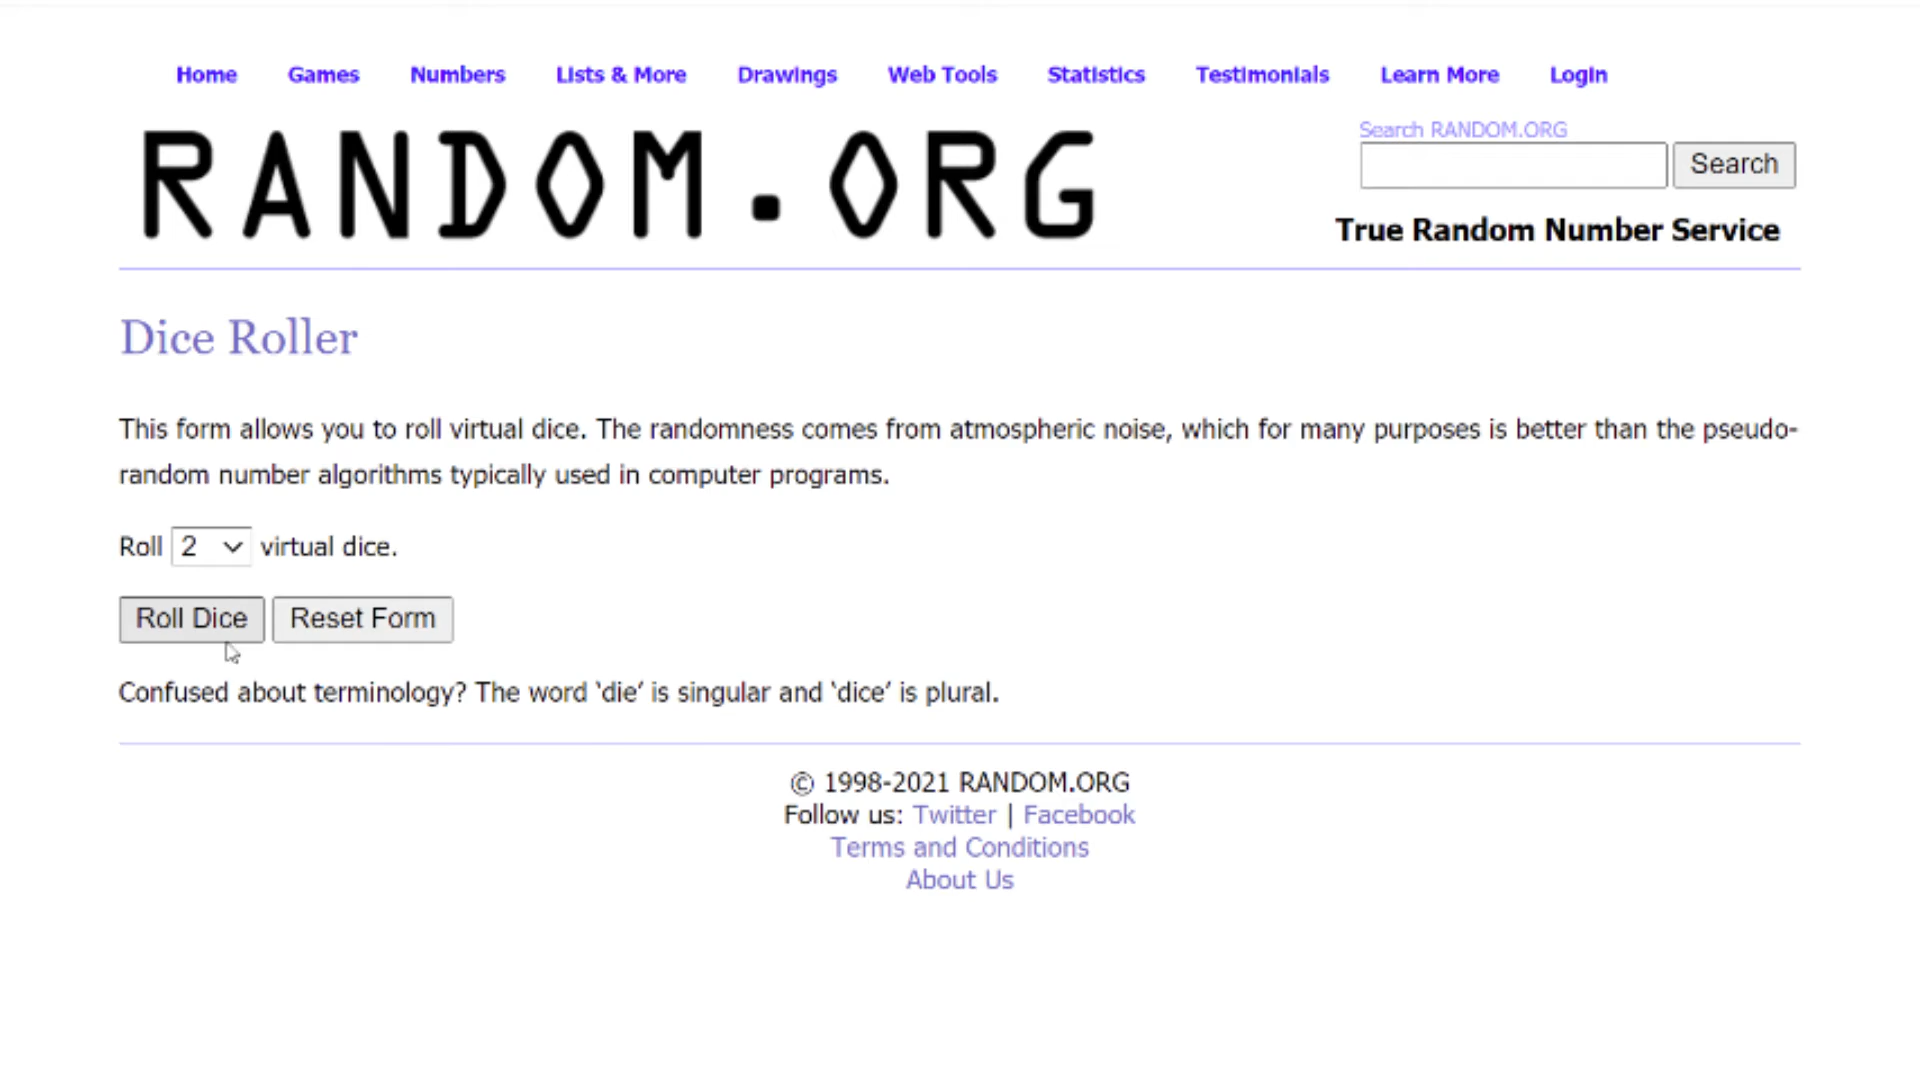 Home Games Numbers Lists & More Drawings Web Tools Statistics Testimonials Learn More Login
RANDOM.ORG
Search RANDOM.ORG
Search
True Random Number Service
Dice Roller
This form allows you to roll virtual dice. The randomness comes from atmospheric noise, which for many purposes is better than the pseudo-
random number algorithms typically used in computer programs.
Roll 2 virtual dice.
Roll Dice Reset Form
Confused about terminology? The word ‘die’ is singular and ‘dice’ is plural.
© 1998-2021 RANDOM.ORG
Follow us: Twitter | Facebook
Terms and Conditions
About Us